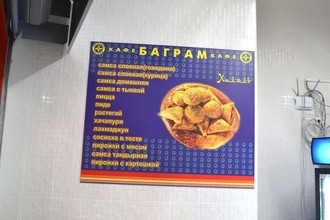 КАФЕ БАГРАМ КАФЕ
самса слоеная(говядина)
самса слоеная(курица)
самса домашняя
самса с тыквой
пицца
пиде
растегай
хачапури
лахмаджун
сосиска в тесте
пирожки с мясом
самса тандырная
пирожки с картошкой
Халяль